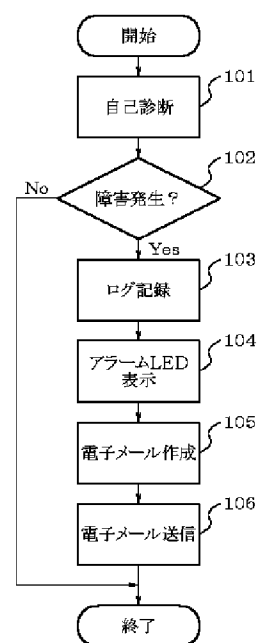 開始
101
自己診断
102
No
障害発生？
Yes
103
ログ記録
104
アラームLED
表示
105
電子メール作成
106
電子メール送信
終了